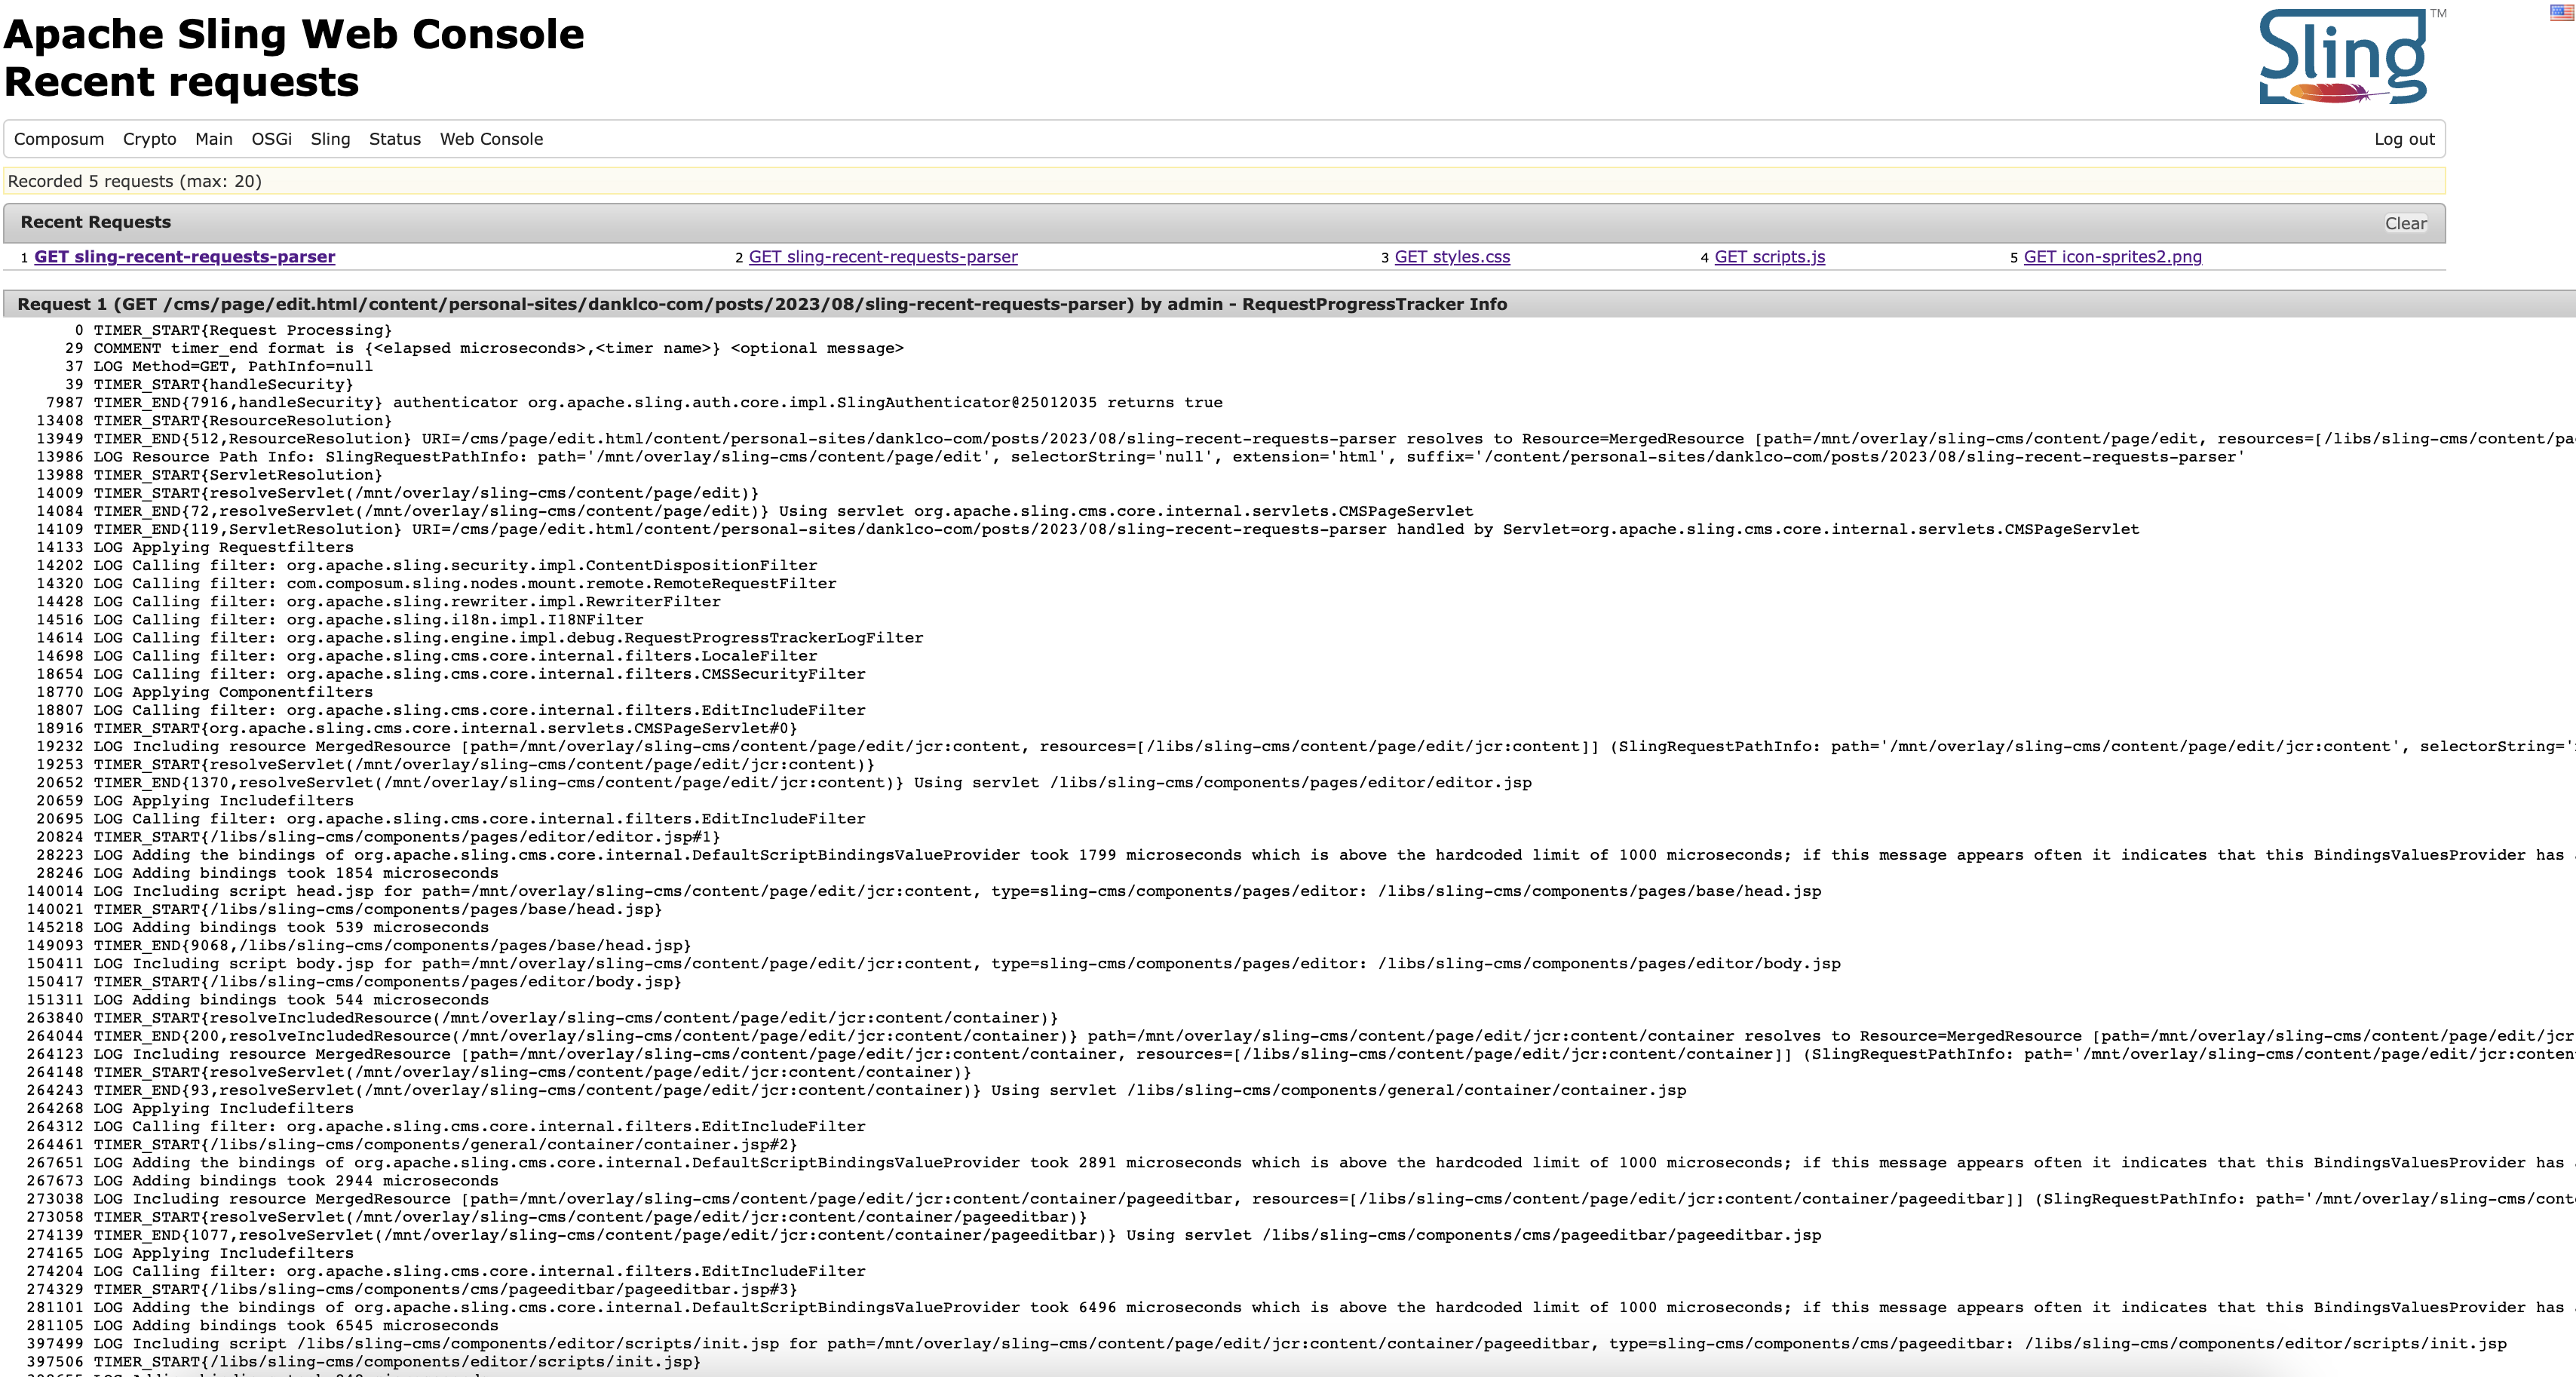 Apache Sling Web Console
Recent requests
Sling TM
Composum Crypto Main OSGi Sling Status Web Console Log out
Recorded 5 requests (max: 20)
Recent Requests Clear
1 GET sling-recent-requests-parser 2 GET sling-recent-requests-parser 3 GET styles.css 4 GET scripts.js 5 GET icon-sprites2.png
Request 1 (GET /cms/page/edit.html/content/personal-sites/danklco-com/posts/2023/08/sling-recent-requests-parser) by admin - RequestProgressTracker Info
0 TIMER_START{Request Processing}
29 COMMENT timer_end format is {<elapsed microseconds>,<timer name>} <optional message>
37 LOG Method=GET, PathInfo=null
39 TIMER_START{handleSecurity}
7987 TIMER_END{7916,handleSecurity} authenticator org.apache.sling.auth.core.impl.SlingAuthenticator@25012035 returns true
13408 TIMER_START{ResourceResolution}
13949 TIMER_END{512,ResourceResolution} URI=/cms/page/edit.html/content/personal-sites/danklco-com/posts/2023/08/sling-recent-requests-parser resolves to Resource=MergedResource [path=/mnt/overlay/sling-cms/content/page/edit, resources=[/libs/sling-cms/content/pa
13986 LOG Resource Path Info: SlingRequestPathInfo: path='/mnt/overlay/sling-cms/content/page/edit', selectorString='null', extension='html', suffix='/content/personal-sites/danklco-com/posts/2023/08/sling-recent-requests-parser'
13988 TIMER_START{ServletResolution}
14009 TIMER_START{resolveServlet(/mnt/overlay/sling-cms/content/page/edit)}
14084 TIMER_END{72,resolveServlet(/mnt/overlay/sling-cms/content/page/edit)} Using servlet org.apache.sling.cms.core.internal.servlets.CMSPageServlet
14109 TIMER_END{119,ServletResolution} URI=/cms/page/edit.html/content/personal-sites/danklco-com/posts/2023/08/sling-recent-requests-parser handled by Servlet=org.apache.sling.cms.core.internal.servlets.CMSPageServlet
14133 LOG Applying Requestfilters
14202 LOG Calling filter: org.apache.sling.security.impl.ContentDispositionFilter
14320 LOG Calling filter: com.composum.sling.nodes.mount.remote.RemoteRequestFilter
14428 LOG Calling filter: org.apache.sling.rewriter.impl.RewriterFilter
14516 LOG Calling filter: org.apache.sling.i18n.impl.I18NFilter
14614 LOG Calling filter: org.apache.sling.engine.impl.debug.RequestProgressTrackerLogFilter
14698 LOG Calling filter: org.apache.sling.cms.core.internal.filters.LocaleFilter
18654 LOG Calling filter: org.apache.sling.cms.core.internal.filters.CMSSecurityFilter
18770 LOG Applying Componentfilters
18807 LOG Calling filter: org.apache.sling.cms.core.internal.filters.EditIncludeFilter
18916 TIMER_START{org.apache.sling.cms.core.internal.servlets.CMSPageServlet#0}
19232 LOG Including resource MergedResource [path=/mnt/overlay/sling-cms/content/page/edit/jcr:content, resources=[/libs/sling-cms/content/page/edit/jcr:content]] (SlingRequestPathInfo: path='/mnt/overlay/sling-cms/content/page/edit/jcr:content', selectorString='
19253 TIMER_START{resolveServlet(/mnt/overlay/sling-cms/content/page/edit/jcr:content)}
20652 TIMER_END{1370,resolveServlet(/mnt/overlay/sling-cms/content/page/edit/jcr:content)} Using servlet /libs/sling-cms/components/pages/editor/editor.jsp
20659 LOG Applying Includefilters
20695 LOG Calling filter: org.apache.sling.cms.core.internal.filters.EditIncludeFilter
20824 TIMER_START{/libs/sling-cms/components/pages/editor/editor.jsp#1}
28223 LOG Adding the bindings of org.apache.sling.cms.core.internal.DefaultScriptBindingsValueProvider took 1799 microseconds which is above the hardcoded limit of 1000 microseconds; if this message appears often it indicates that this BindingsValuesProvider has
28246 LOG Adding bindings took 1854 microseconds
140014 LOG Including script head.jsp for path=/mnt/overlay/sling-cms/content/page/edit/jcr:content, type=sling-cms/components/pages/editor: /libs/sling-cms/components/pages/base/head.jsp
140021 TIMER_START{/libs/sling-cms/components/pages/base/head.jsp}
145218 LOG Adding bindings took 539 microseconds
149093 TIMER_END{9068,/libs/sling-cms/components/pages/base/head.jsp}
150411 LOG Including script body.jsp for path=/mnt/overlay/sling-cms/content/page/edit/jcr:content, type=sling-cms/components/pages/editor: /libs/sling-cms/components/pages/editor/body.jsp
150417 TIMER_START{/libs/sling-cms/components/pages/editor/body.jsp}
151311 LOG Adding bindings took 544 microseconds
263840 TIMER_START{resolveIncludedResource(/mnt/overlay/sling-cms/content/page/edit/jcr:content/container)}
264044 TIMER_END{200,resolveIncludedResource(/mnt/overlay/sling-cms/content/page/edit/jcr:content/container)} path=/mnt/overlay/sling-cms/content/page/edit/jcr:content/container resolves to Resource=MergedResource [path=/mnt/overlay/sling-cms/content/page/edit/jcr
264123 LOG Including resource MergedResource [path=/mnt/overlay/sling-cms/content/page/edit/jcr:content/container, resources=[/libs/sling-cms/content/page/edit/jcr:content/container]] (SlingRequestPathInfo: path='/mnt/overlay/sling-cms/content/page/edit/jcr:conten
264148 TIMER_START{resolveServlet(/mnt/overlay/sling-cms/content/page/edit/jcr:content/container)}
264243 TIMER_END{93,resolveServlet(/mnt/overlay/sling-cms/content/page/edit/jcr:content/container)} Using servlet /libs/sling-cms/components/general/container/container.jsp
264268 LOG Applying Includefilters
264312 LOG Calling filter: org.apache.sling.cms.core.internal.filters.EditIncludeFilter
264461 TIMER_START{/libs/sling-cms/components/general/container/container.jsp#2}
267651 LOG Adding the bindings of org.apache.sling.cms.core.internal.DefaultScriptBindingsValueProvider took 2891 microseconds which is above the hardcoded limit of 1000 microseconds; if this message appears often it indicates that this BindingsValuesProvider has
267673 LOG Adding bindings took 2944 microseconds
273038 LOG Including resource MergedResource [path=/mnt/overlay/sling-cms/content/page/edit/jcr:content/container/pageeditbar, resources=[/libs/sling-cms/content/page/edit/jcr:content/container/pageeditbar]] (SlingRequestPathInfo: path='/mnt/overlay/sling-cms/cont
273058 TIMER_START{resolveServlet(/mnt/overlay/sling-cms/content/page/edit/jcr:content/container/pageeditbar)}
274139 TIMER_END{1077,resolveServlet(/mnt/overlay/sling-cms/content/page/edit/jcr:content/container/pageeditbar)} Using servlet /libs/sling-cms/components/cms/pageeditbar/pageeditbar.jsp
274165 LOG Applying Includefilters
274204 LOG Calling filter: org.apache.sling.cms.core.internal.filters.EditIncludeFilter
274329 TIMER_START{/libs/sling-cms/components/cms/pageeditbar/pageeditbar.jsp#3}
281101 LOG Adding the bindings of org.apache.sling.cms.core.internal.DefaultScriptBindingsValueProvider took 6496 microseconds which is above the hardcoded limit of 1000 microseconds; if this message appears often it indicates that this BindingsValuesProvider has
281105 LOG Adding bindings took 6545 microseconds
397499 LOG Including script /libs/sling-cms/components/editor/scripts/init.jsp for path=/mnt/overlay/sling-cms/content/page/edit/jcr:content/container/pageeditbar, type=sling-cms/components/cms/pageeditbar: /libs/sling-cms/components/editor/scripts/init.jsp
397506 TIMER_START{/libs/sling-cms/components/editor/scripts/init.jsp}